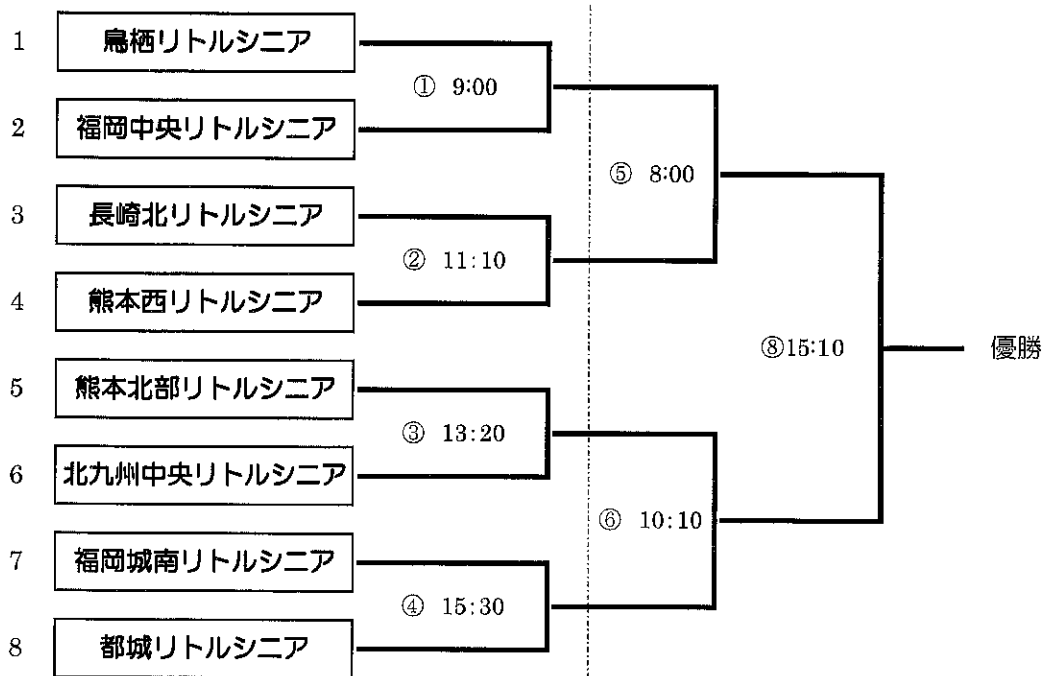 1 鳥栖リトルシニア
① 9:00
2 福岡中央リトルシニア
⑤ 8:00
3 長崎北リトルシニア
② 11:10
4 熊本西リトルシニア
⑧15:10 優勝
5 熊本北部リトルシニア
③ 13:20
6 北九州中央リトルシニア
⑥ 10:10
7 福岡城南リトルシニア
④ 15:30
8 都城リトルシニア